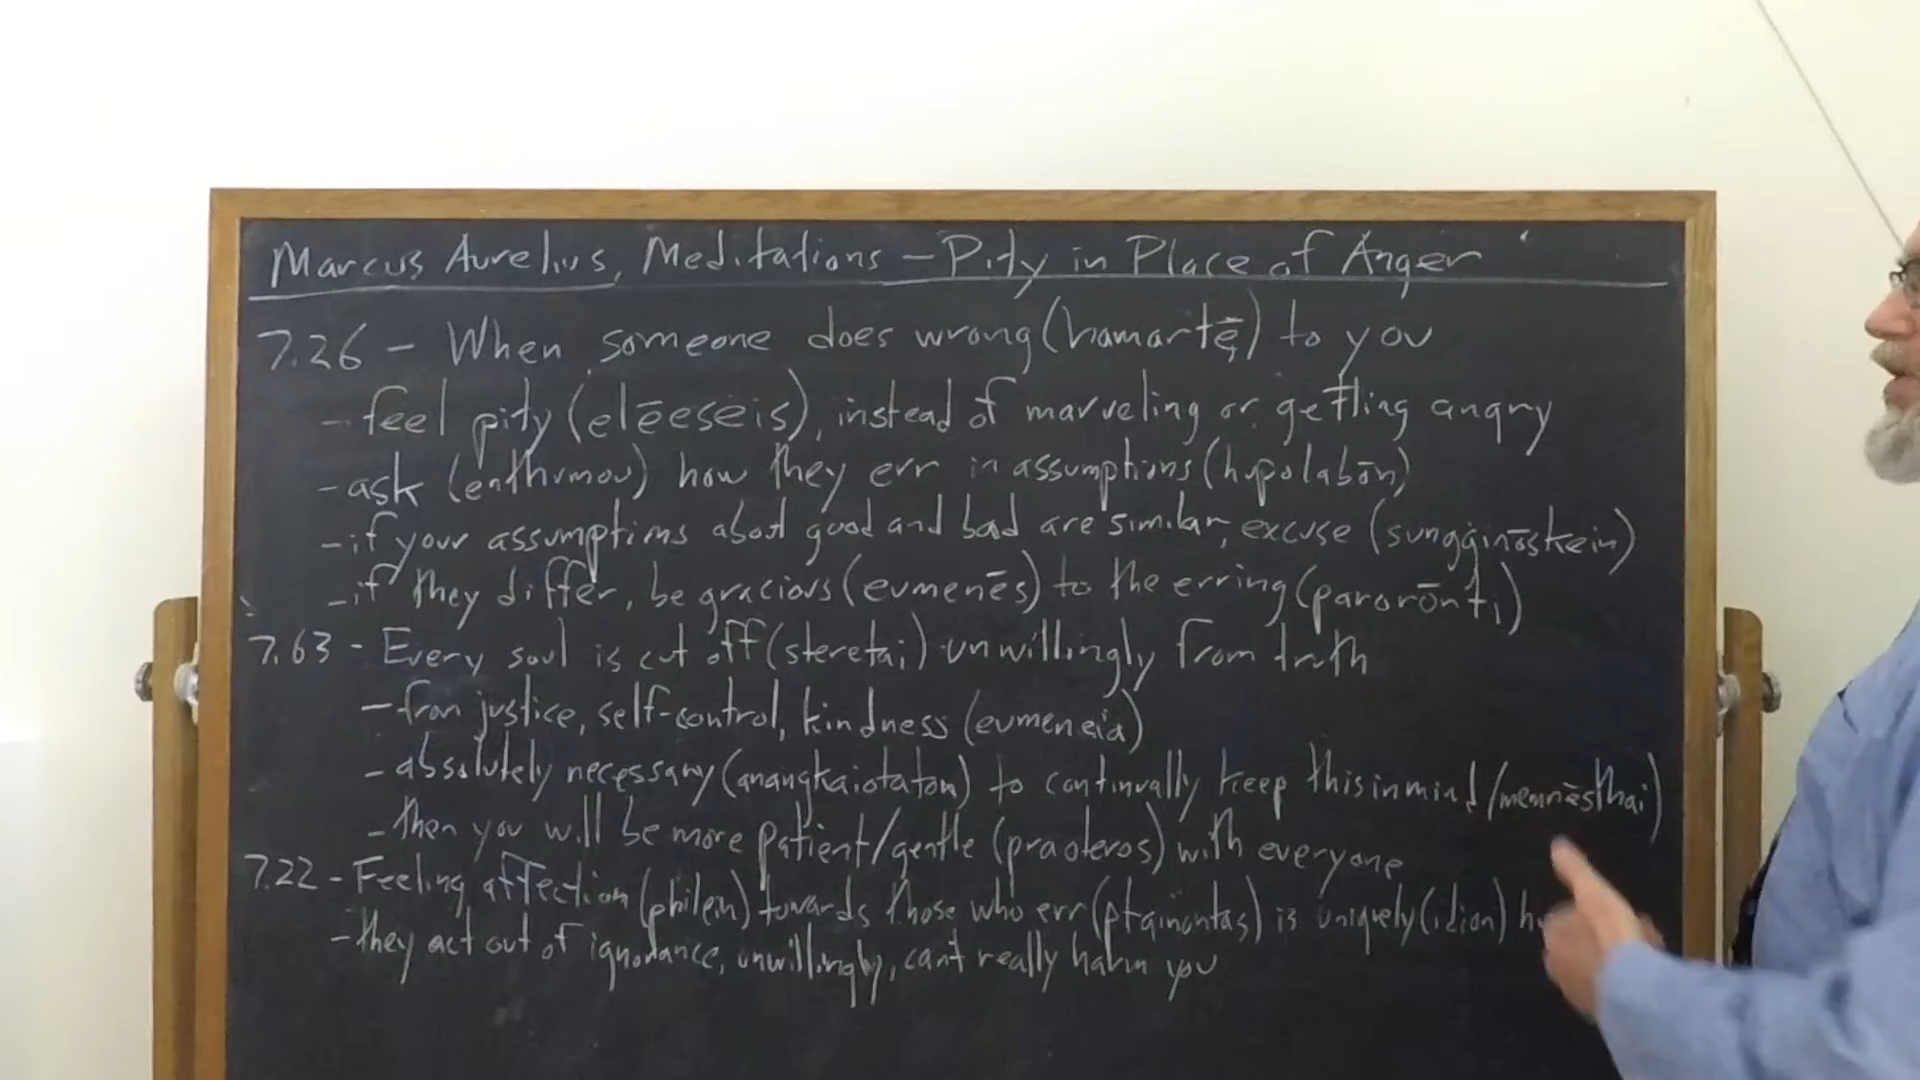 Marcus Aurelius, Meditations – Pity in Place of Anger
7.26 – When someone does wrong (hamartę̄) to you
– feel pity (elēeseis), instead of marveling or getting angry
– ask (enthumou) how they err in assumptions (hupolabōn)
– if your assumptions about good and bad are similar, excuse (sungginōskein)
– if they differ, be gracious (eumenēs) to the erring (parorōnti)
7.63 – Every soul is cut off (steretai) unwillingly from truth
– from justice, self-control, kindness (eumeneia)
– absolutely necessary (anangkaiotaton) to continually keep this in mind (memnēsthai)
– then you will be more patient/gentle (praoteros) with everyone
7.22 – Feeling affection (philein) towards those who err (ptaiontas) is uniquely (idion)
– they act out of ignorance, unwillingly, can't really harm you